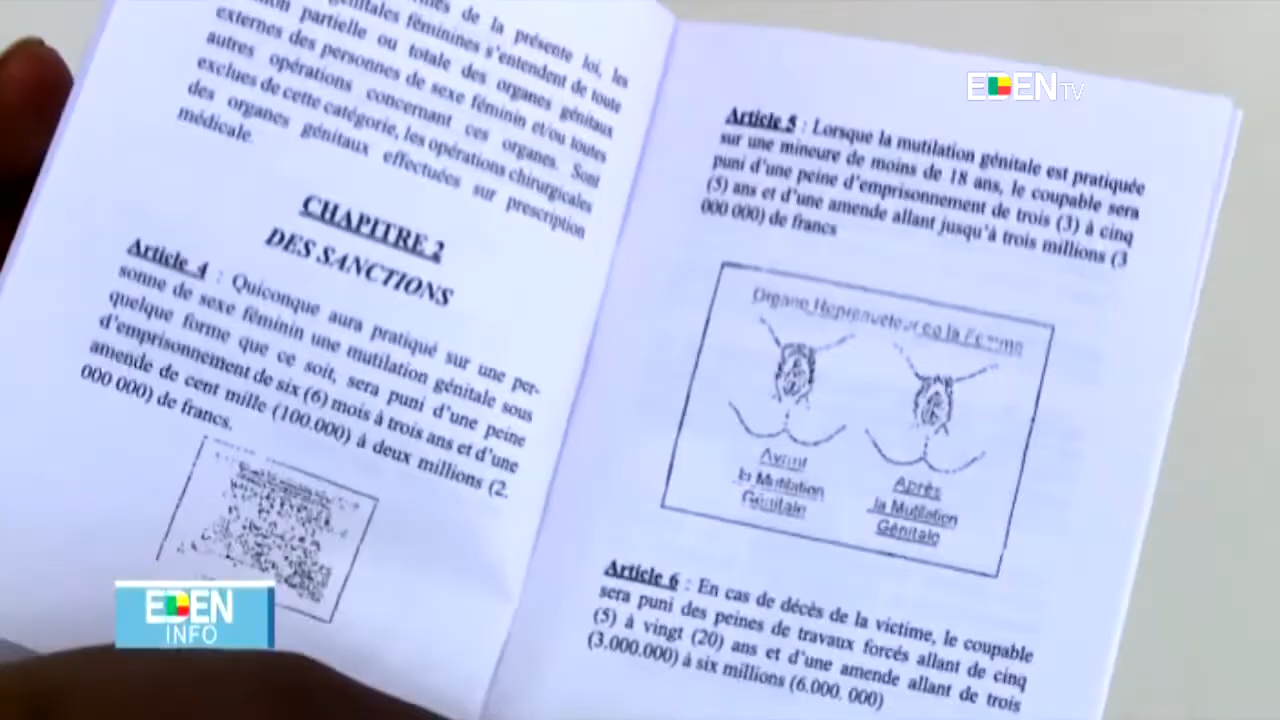 de la présente loi, les
génitales féminines s'entendent de toute
partielle ou totale des organes génitaux
externes des personnes de sexe féminin et/ou toutes
autres opérations concernant ces organes. Sont
exclues de cette catégorie, les opérations chirurgicales
des organes génitaux effectuées sur prescription
médicale.
CHAPITRE 2
DES SANCTIONS
Article 4 : Quiconque aura pratiqué sur une per-
sonne de sexe féminin une mutilation génitale sous
quelque forme que ce soit, sera puni d'une peine
d'emprisonnement de six (6) mois à trois ans et d'une
amende de cent mille (100.000) à deux millions (2.
000 000) de francs.
EDEN
INFO
EDENTV
Article 5 : Lorsque la mutilation génitale est pratiquée
sur une mineure de moins de 18 ans, le coupable sera
puni d'une peine d'emprisonnement de trois (3) à cinq
(5) ans et d'une amende allant jusqu'à trois millions (3
000 000) de francs
Organe
Avant
la Mutilation
Génitale
Après
la Mutilation
Génitale
Article 6 : En cas de décès de la victime, le coupable
sera puni des peines de travaux forcés allant de cinq
(5) à vingt (20) ans et d'une amende allant de trois
(3.000.000) à six millions (6.000. 000)